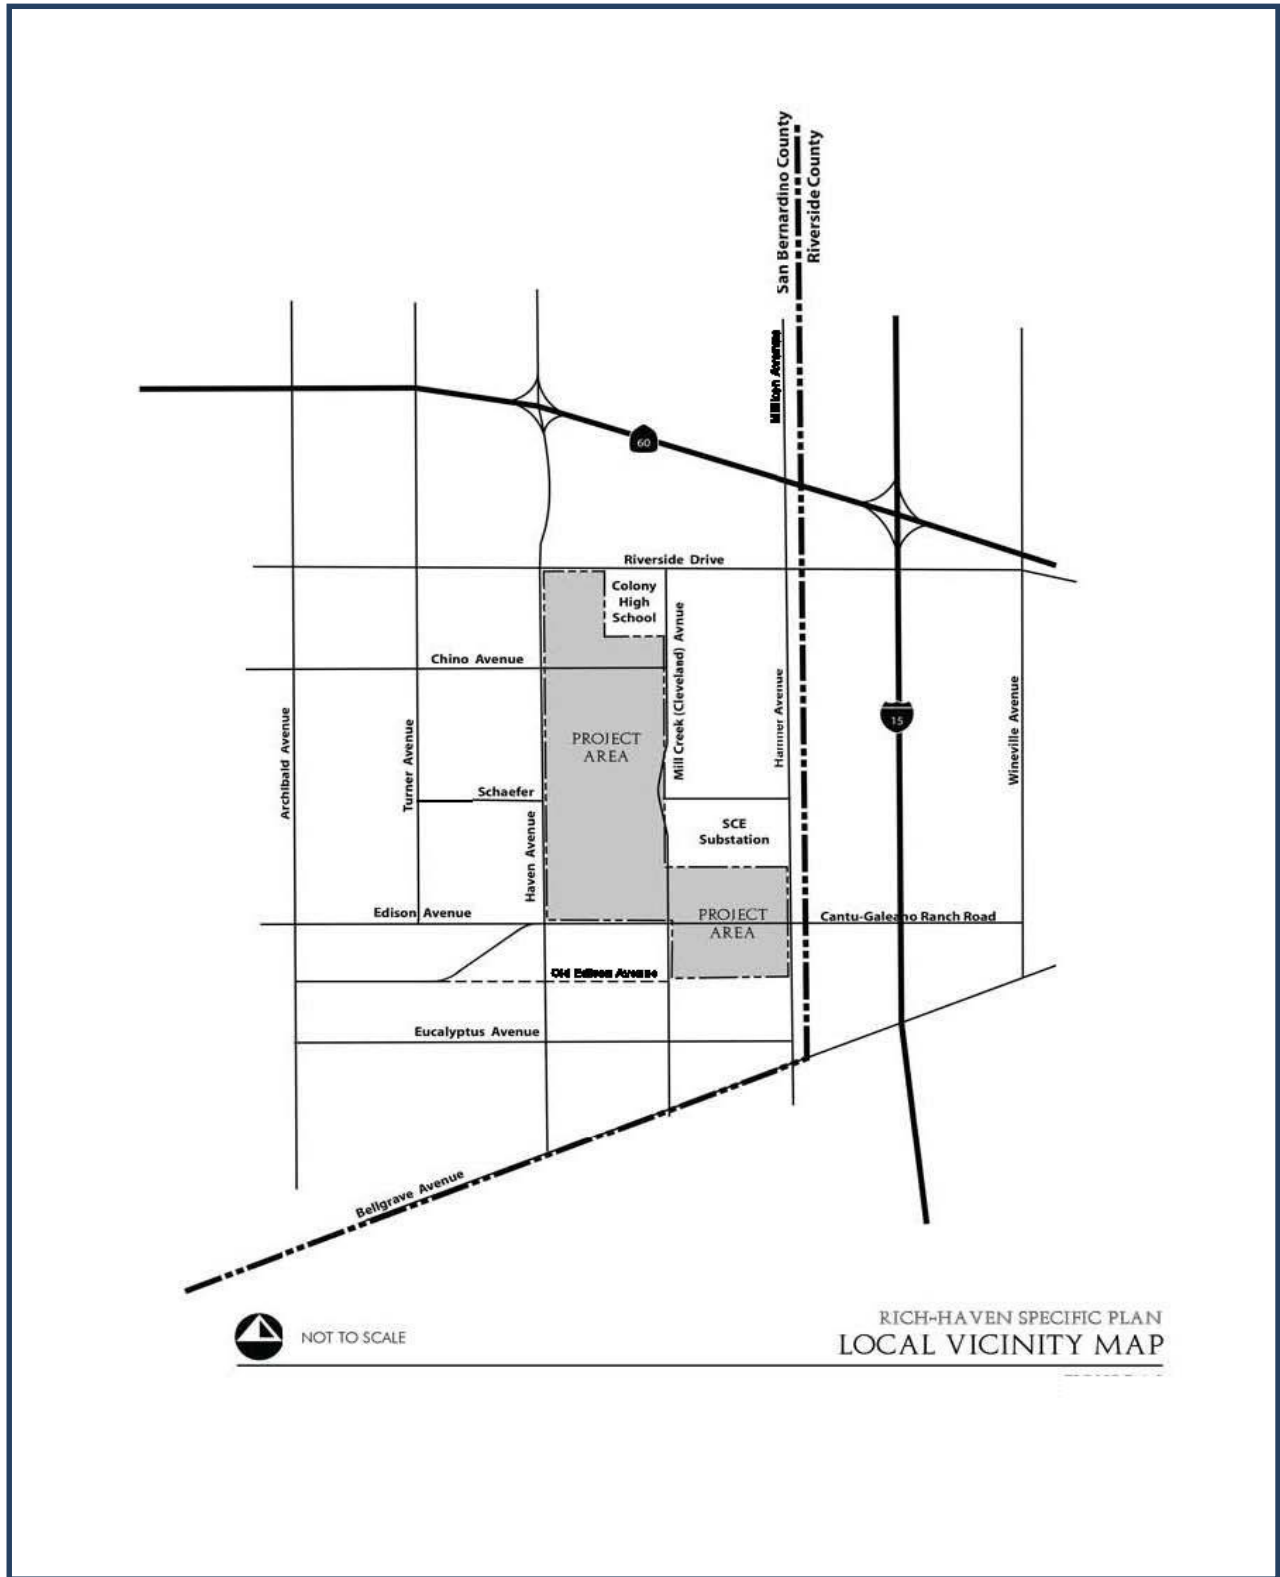 San Bernardino County
Riverside County
Milliken Avenue
60
Riverside Drive
Colony
High
School
Mill Creek (Cleveland) Avnue
Chino Avenue
Hamner Avenue
Wineville Avenue
15
Archibald Avenue
Turner Avenue
PROJECT
AREA
Schaefer
Haven Avenue
SCE
Substation
Edison Avenue
PROJECT
AREA
Cantu-Galeano Ranch Road
Old Edison Avenue
Eucalyptus Avenue
Bellgrave Avenue
NOT TO SCALE
RICH-HAVEN SPECIFIC PLAN
LOCAL VICINITY MAP